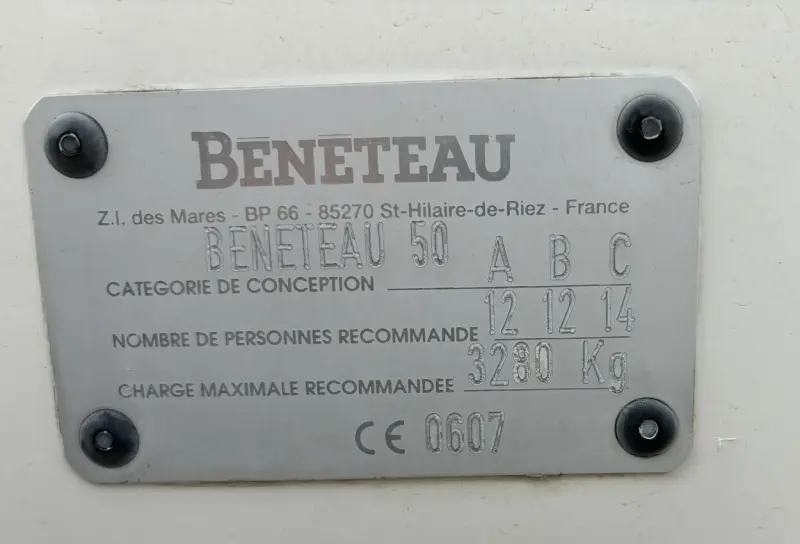 BENETEAU
Z.I. des Mares - BP 66 - 85270 St-Hilaire-de-Riez - France
BENETEAU 50
CATEGORIE DE CONCEPTION A B C
NOMBRE DE PERSONNES RECOMMANDE 12 12 14
CHARGE MAXIMALE RECOMMANDEE 3280 Kg
CE 0607